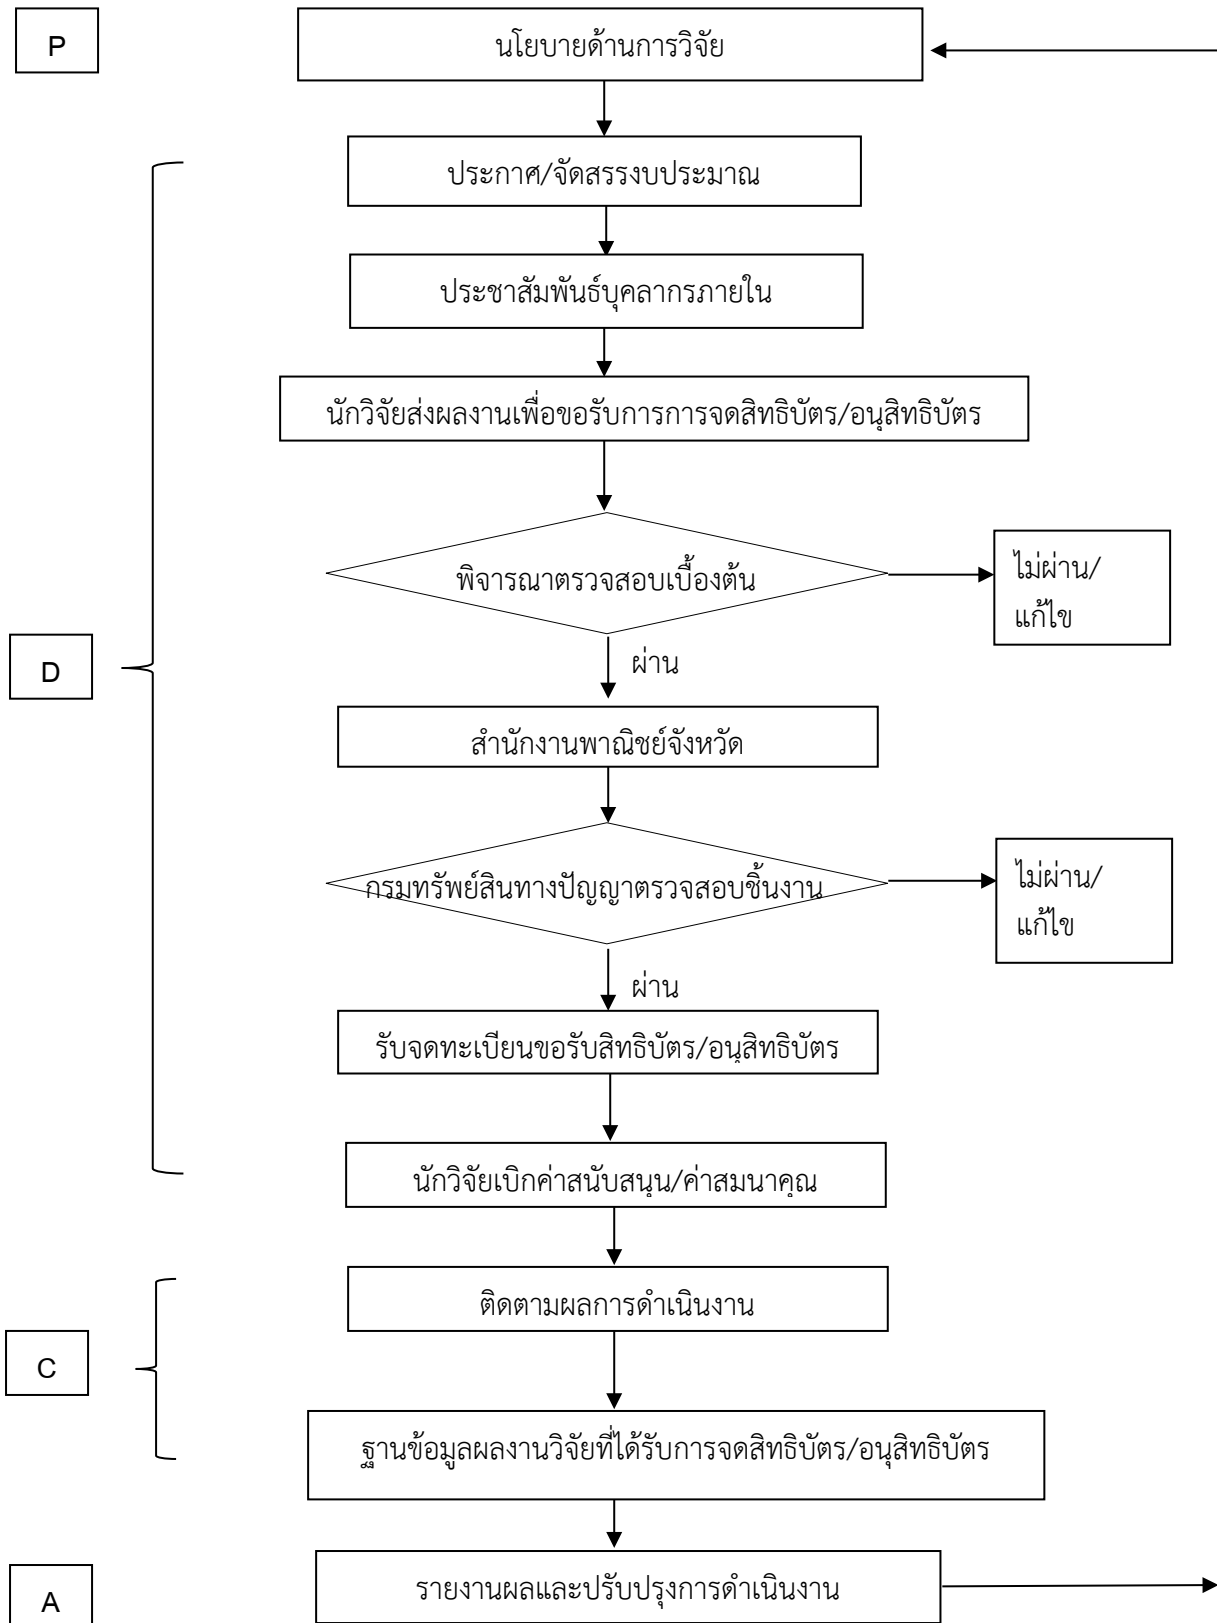 P
นโยบายด้านการวิจัย
ประกาศ/จัดสรรงบประมาณ
ประชาสัมพันธ์บุคลากรภายใน
นักวิจัยส่งผลงานเพื่อขอรับการการจดสิทธิบัตร/อนุสิทธิบัตร
พิจารณาตรวจสอบเบื้องต้น
ไม่ผ่าน/
แก้ไข
ผ่าน
D
สำนักงานพาณิชย์จังหวัด
กรมทรัพย์สินทางปัญญาตรวจสอบชิ้นงาน
ไม่ผ่าน/
แก้ไข
ผ่าน
รับจดทะเบียนขอรับสิทธิบัตร/อนุสิทธิบัตร
นักวิจัยเบิกค่าสนับสนุน/ค่าสมนาคุณ
ติดตามผลการดำเนินงาน
C
ฐานข้อมูลผลงานวิจัยที่ได้รับการจดสิทธิบัตร/อนุสิทธิบัตร
A
รายงานผลและปรับปรุงการดำเนินงาน